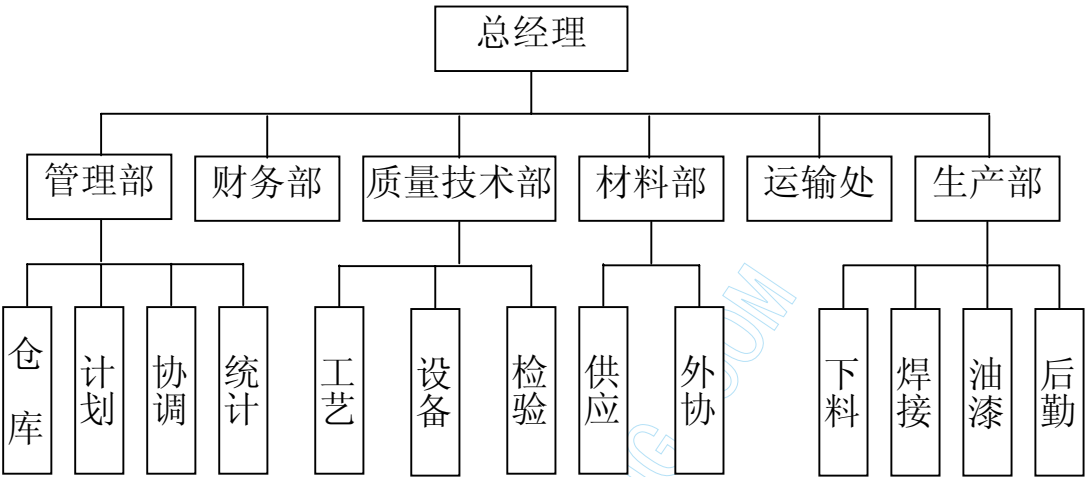 总经理
管理部
财务部
质量技术部
材料部
运输处
生产部
仓库
计划
协调
统计
工艺
设备
检验
供应
外协
下料
焊接
油漆
后勤